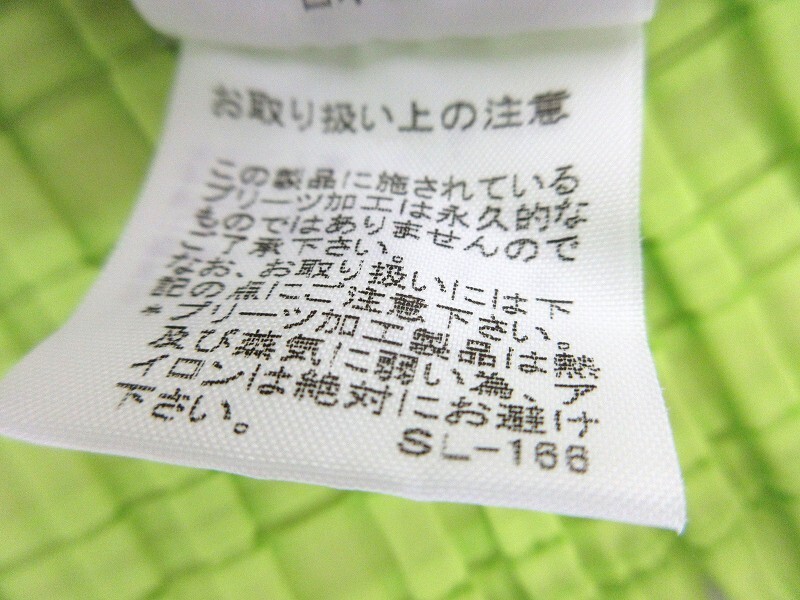 お取り扱い上の注意
この製品に施されている
プリーツ加工は永久的な
ものではありませんので
ご了承下さい。
なお、お取り扱いには下
記の点にご注意下さい。
*プリーツ加工製品は熱
及び蒸気に弱い為、ア
イロンは絶対にお避け
下さい。
SL-166